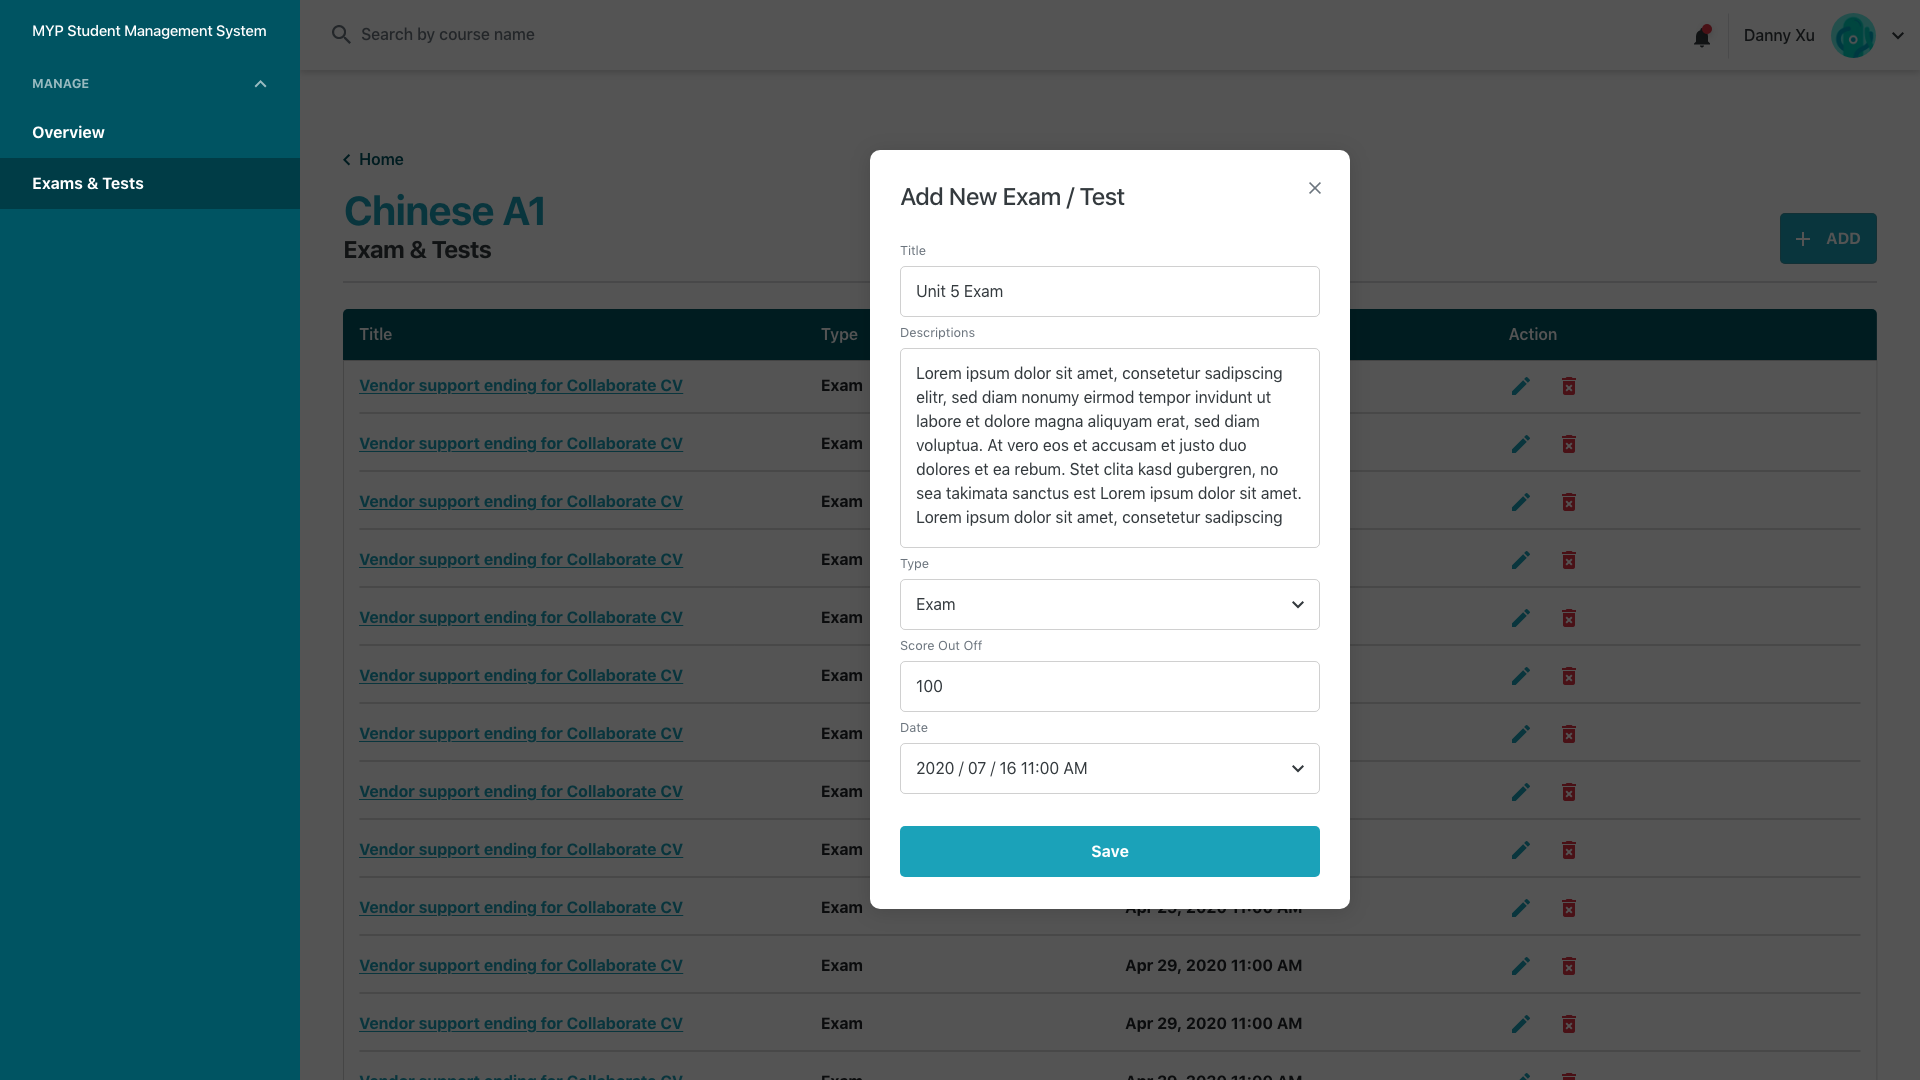 MYP Student Management System
MANAGE
Overview
Exams & Tests
Search by course name
Danny Xu
Home
Chinese A1
Exam & Tests
ADD
Title Type Action
Vendor support ending for Collaborate CV Exam
Vendor support ending for Collaborate CV Exam
Vendor support ending for Collaborate CV Exam
Vendor support ending for Collaborate CV Exam
Vendor support ending for Collaborate CV Exam
Vendor support ending for Collaborate CV Exam
Vendor support ending for Collaborate CV Exam
Vendor support ending for Collaborate CV Exam
Vendor support ending for Collaborate CV Exam
Vendor support ending for Collaborate CV Exam Apr 29, 2020 11:00 AM
Vendor support ending for Collaborate CV Exam Apr 29, 2020 11:00 AM
Vendor support ending for Collaborate CV Exam Apr 29, 2020 11:00 AM
Add New Exam / Test
Title
Unit 5 Exam
Descriptions
Lorem ipsum dolor sit amet, consetetur sadipscing
elitr, sed diam nonumy eirmod tempor invidunt ut
labore et dolore magna aliquyam erat, sed diam
voluptua. At vero eos et accusam et justo duo
dolores et ea rebum. Stet clita kasd gubergren, no
sea takimata sanctus est Lorem ipsum dolor sit amet.
Lorem ipsum dolor sit amet, consetetur sadipscing
Type
Exam
Score Out Off
100
Date
2020 / 07 / 16 11:00 AM
Save